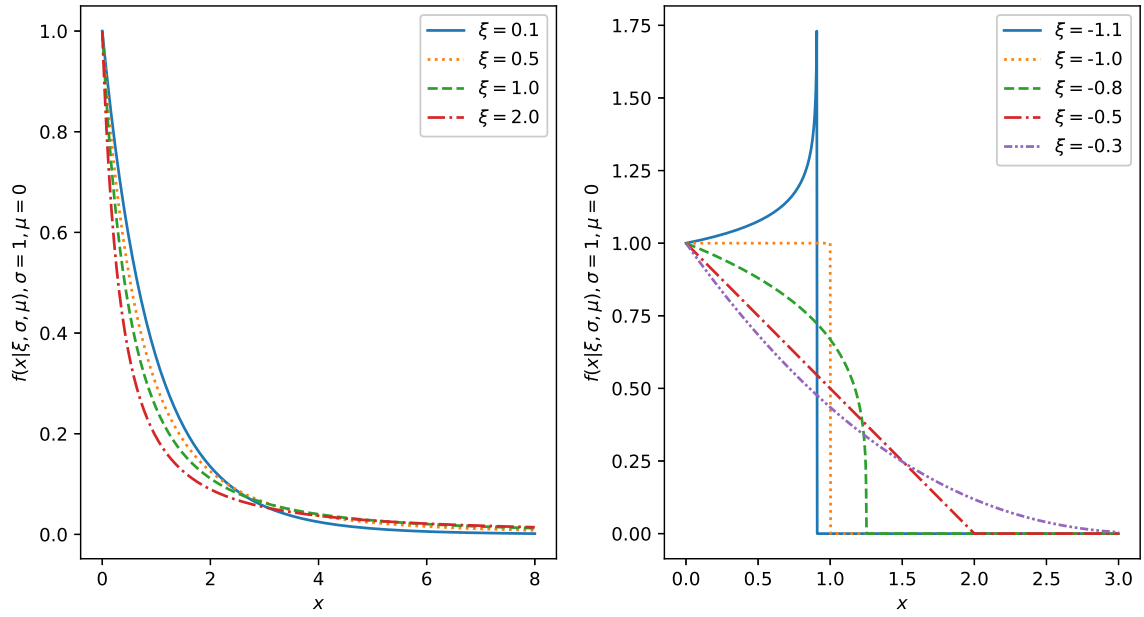 f(x|ξ, σ, μ), σ = 1, μ = 0
1.0
0.8
0.6
0.4
0.2
0.0
ξ = 0.1
ξ = 0.5
ξ = 1.0
ξ = 2.0
0 2 4 6 8
x
f(x|ξ, σ, μ), σ = 1, μ = 0
1.75
1.50
1.25
1.00
0.75
0.50
0.25
0.00
ξ = -1.1
ξ = -1.0
ξ = -0.8
ξ = -0.5
ξ = -0.3
0.0 0.5 1.0 1.5 2.0 2.5 3.0
x